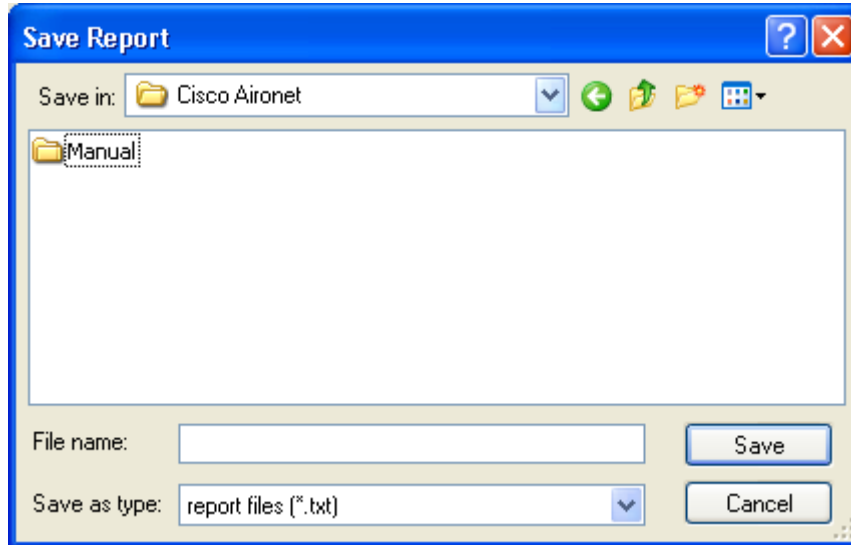 Save Report
?
Save in: Cisco Aironet
Manual
File name:
Save
Save as type: report files (*.txt)
Cancel